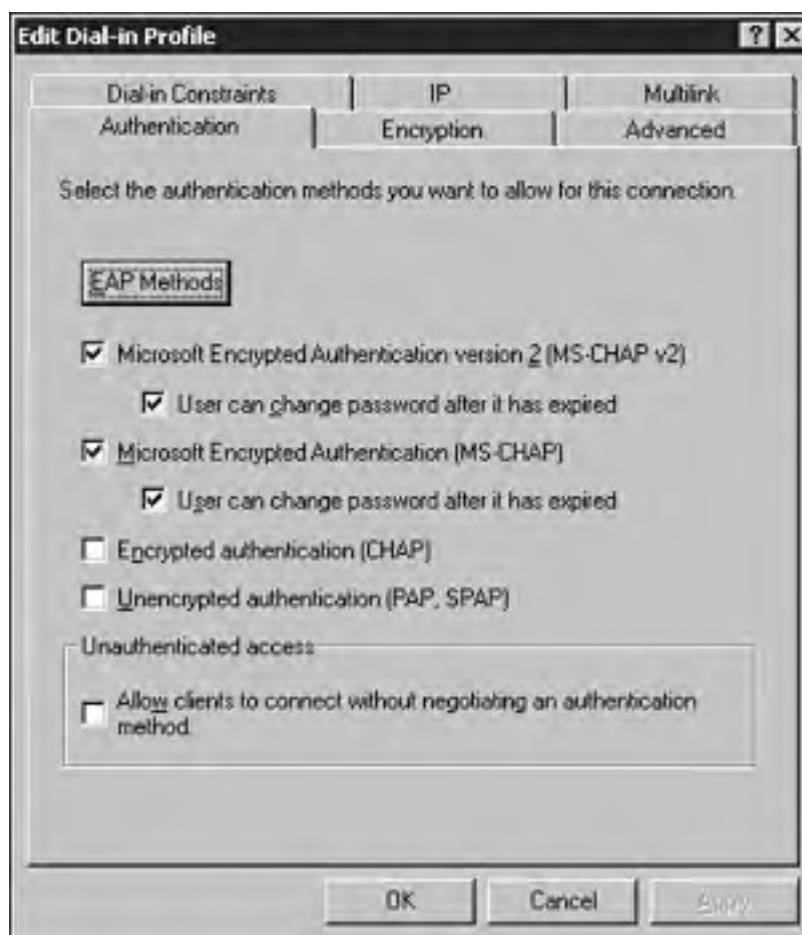 Edit Dial-in Profile
Dial-in Constraints IP Multilink
Authentication Encryption Advanced
Select the authentication methods you want to allow for this connection.
EAP Methods
Microsoft Encrypted Authentication version 2 (MS-CHAP v2)
User can change password after it has expired
Microsoft Encrypted Authentication (MS-CHAP)
User can change password after it has expired
Encrypted authentication (CHAP)
Unencrypted authentication (PAP, SPAP)
Unauthenticated access
Allow clients to connect without negotiating an authentication
method.
OK Cancel Apply